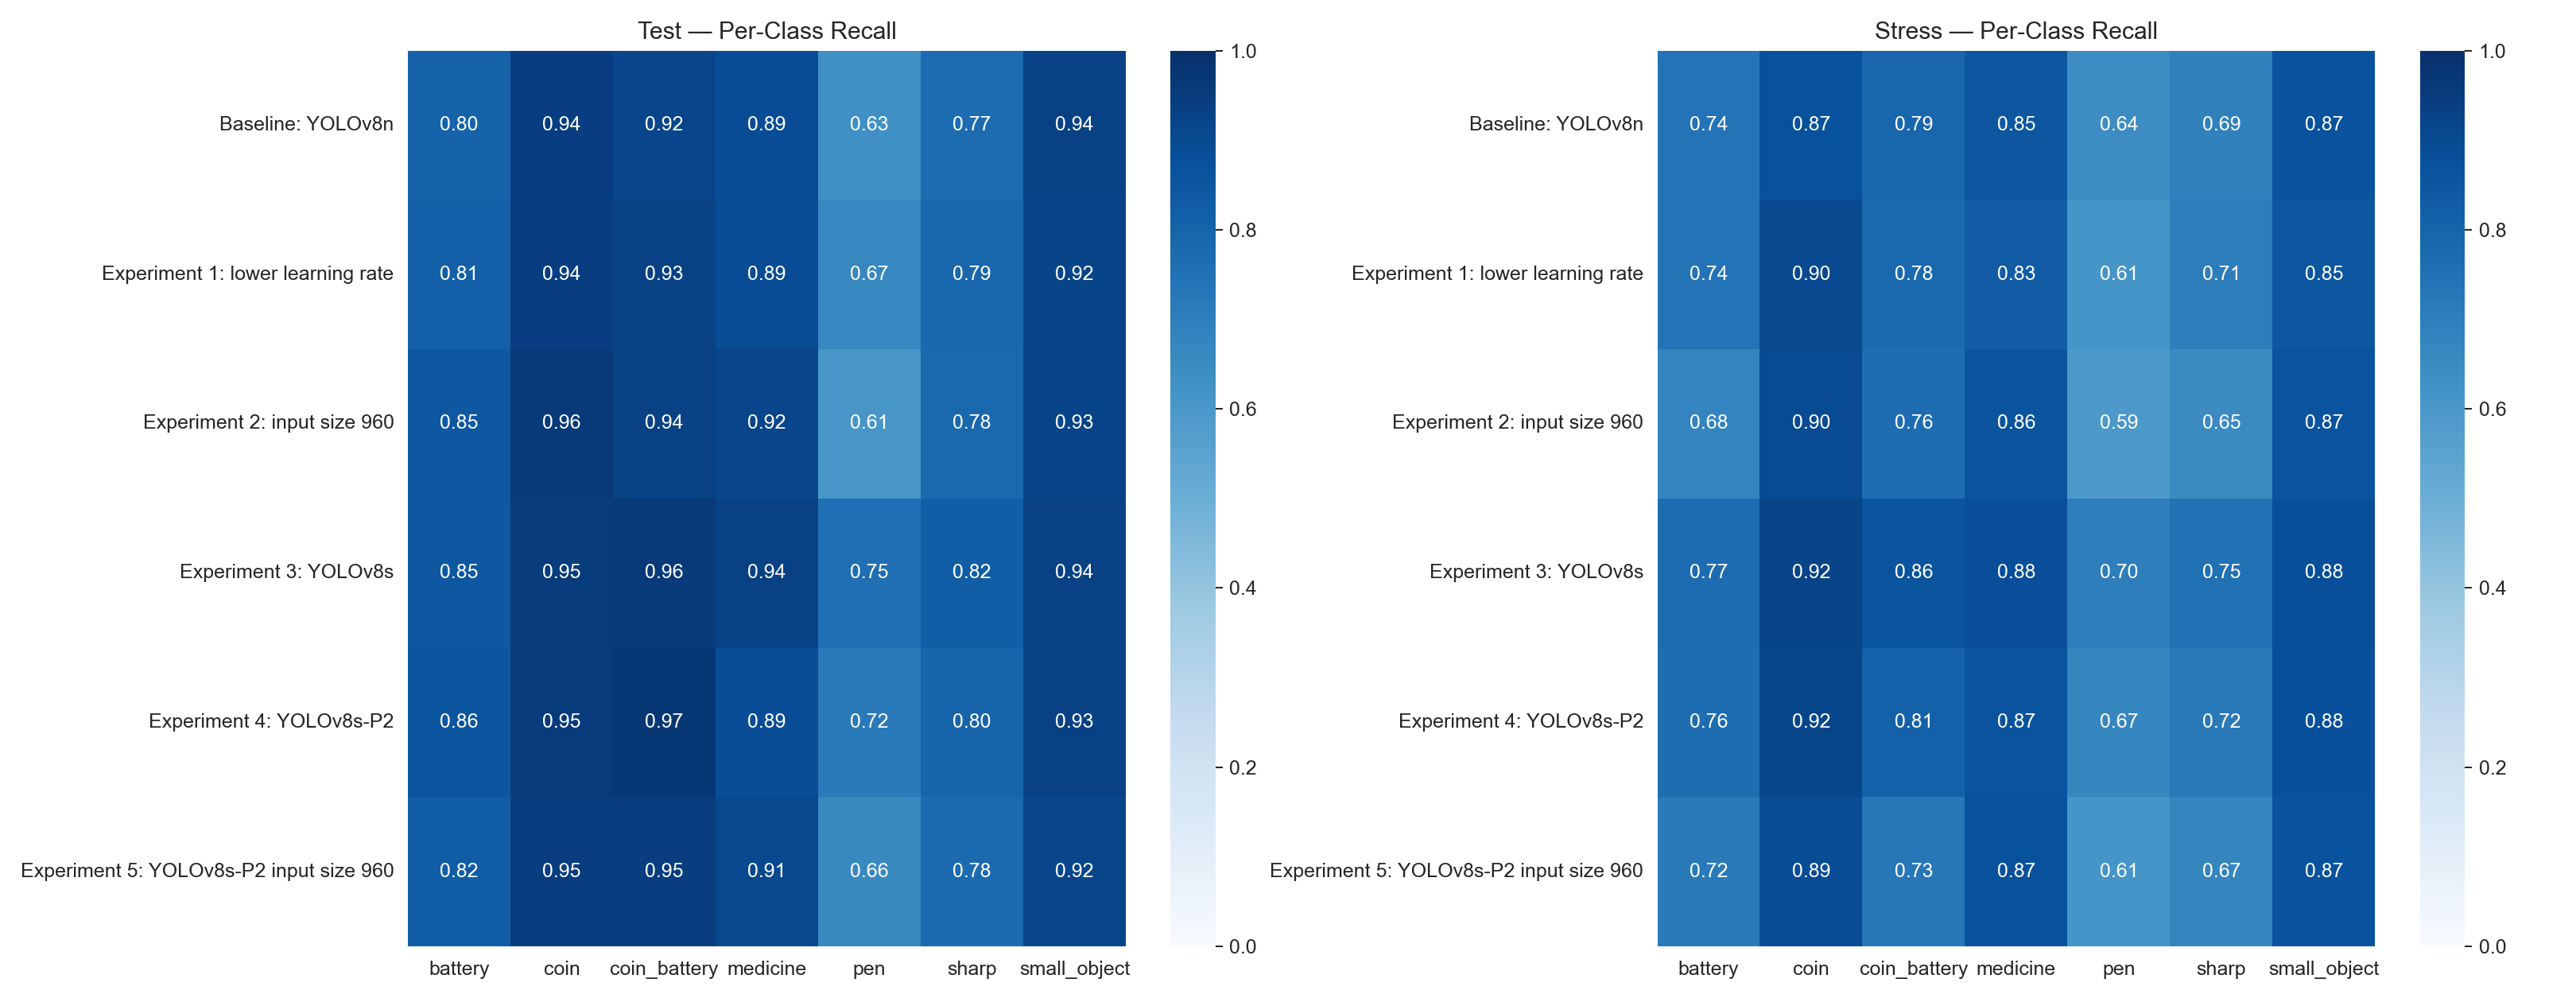 Test — Per-Class Recall
Baseline: YOLOv8n 0.80 0.94 0.92 0.89 0.63 0.77 0.94
Experiment 1: lower learning rate 0.81 0.94 0.93 0.89 0.67 0.79 0.92
Experiment 2: input size 960 0.85 0.96 0.94 0.92 0.61 0.78 0.93
Experiment 3: YOLOv8s 0.85 0.95 0.96 0.94 0.75 0.82 0.94
Experiment 4: YOLOv8s-P2 0.86 0.95 0.97 0.89 0.72 0.80 0.93
Experiment 5: YOLOv8s-P2 input size 960 0.82 0.95 0.95 0.91 0.66 0.78 0.92
battery coin coin_battery medicine pen sharp small_object
1.0
0.8
0.6
0.4
0.2
0.0
Stress — Per-Class Recall
Baseline: YOLOv8n 0.74 0.87 0.79 0.85 0.64 0.69 0.87
Experiment 1: lower learning rate 0.74 0.90 0.78 0.83 0.61 0.71 0.85
Experiment 2: input size 960 0.68 0.90 0.76 0.86 0.59 0.65 0.87
Experiment 3: YOLOv8s 0.77 0.92 0.86 0.88 0.70 0.75 0.88
Experiment 4: YOLOv8s-P2 0.76 0.92 0.81 0.87 0.67 0.72 0.88
Experiment 5: YOLOv8s-P2 input size 960 0.72 0.89 0.73 0.87 0.61 0.67 0.87
battery coin coin_battery medicine pen sharp small_object
1.0
0.8
0.6
0.4
0.2
0.0